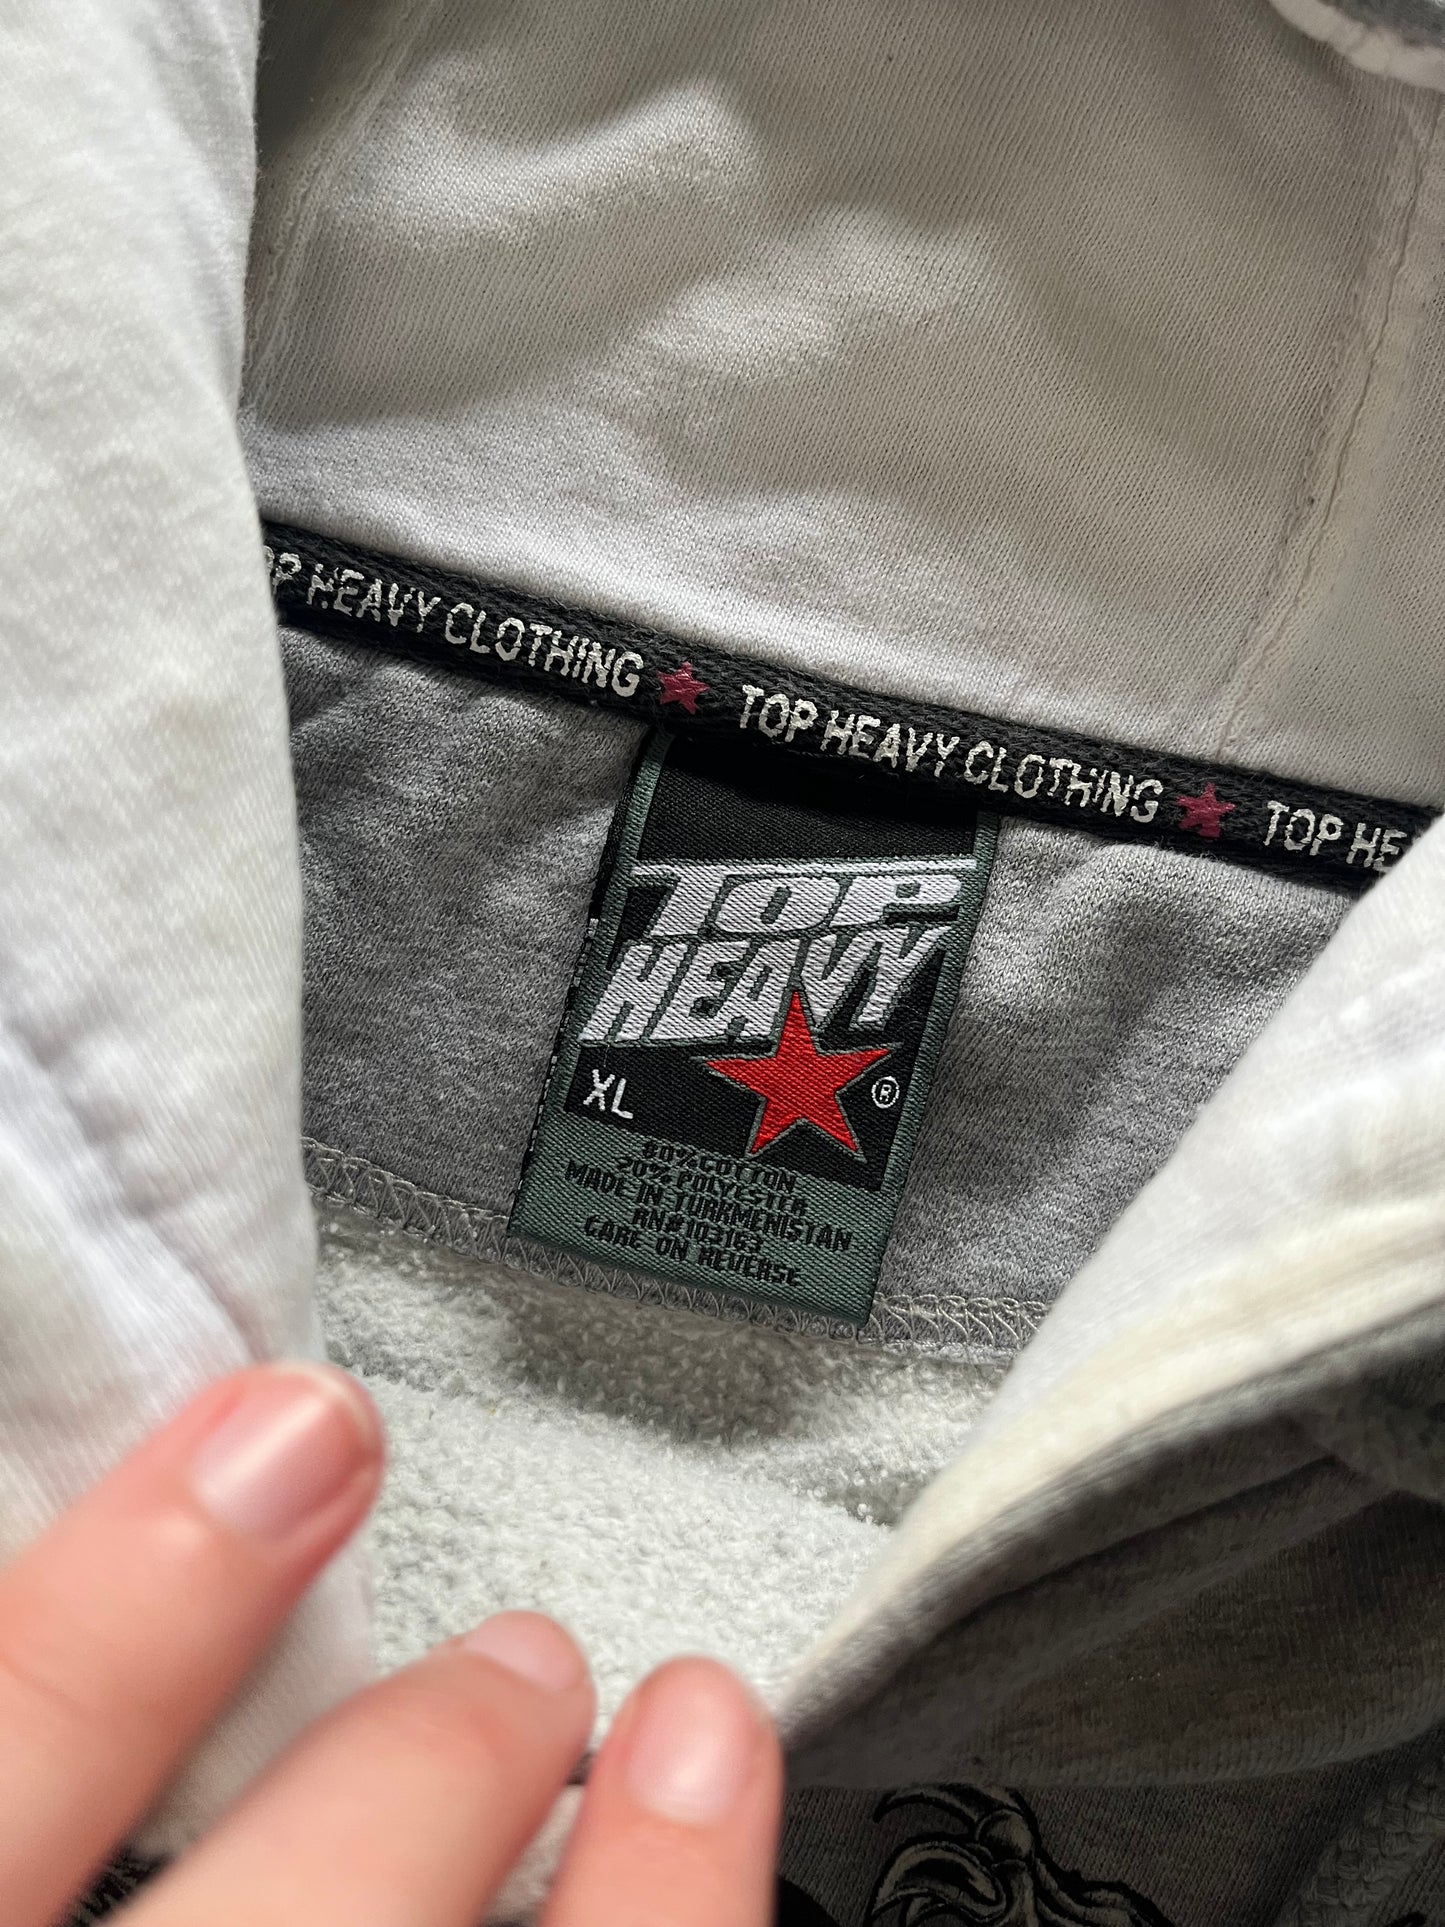 P HEAVY CLOTHING ★ TOP HEAVY CLOTHING ★ TOP HE
TOP
HEAVY
XL ®
80% COTTON
20% POLYESTER
MADE IN TURKMENISTAN
RN#103163
CARE ON REVERSE